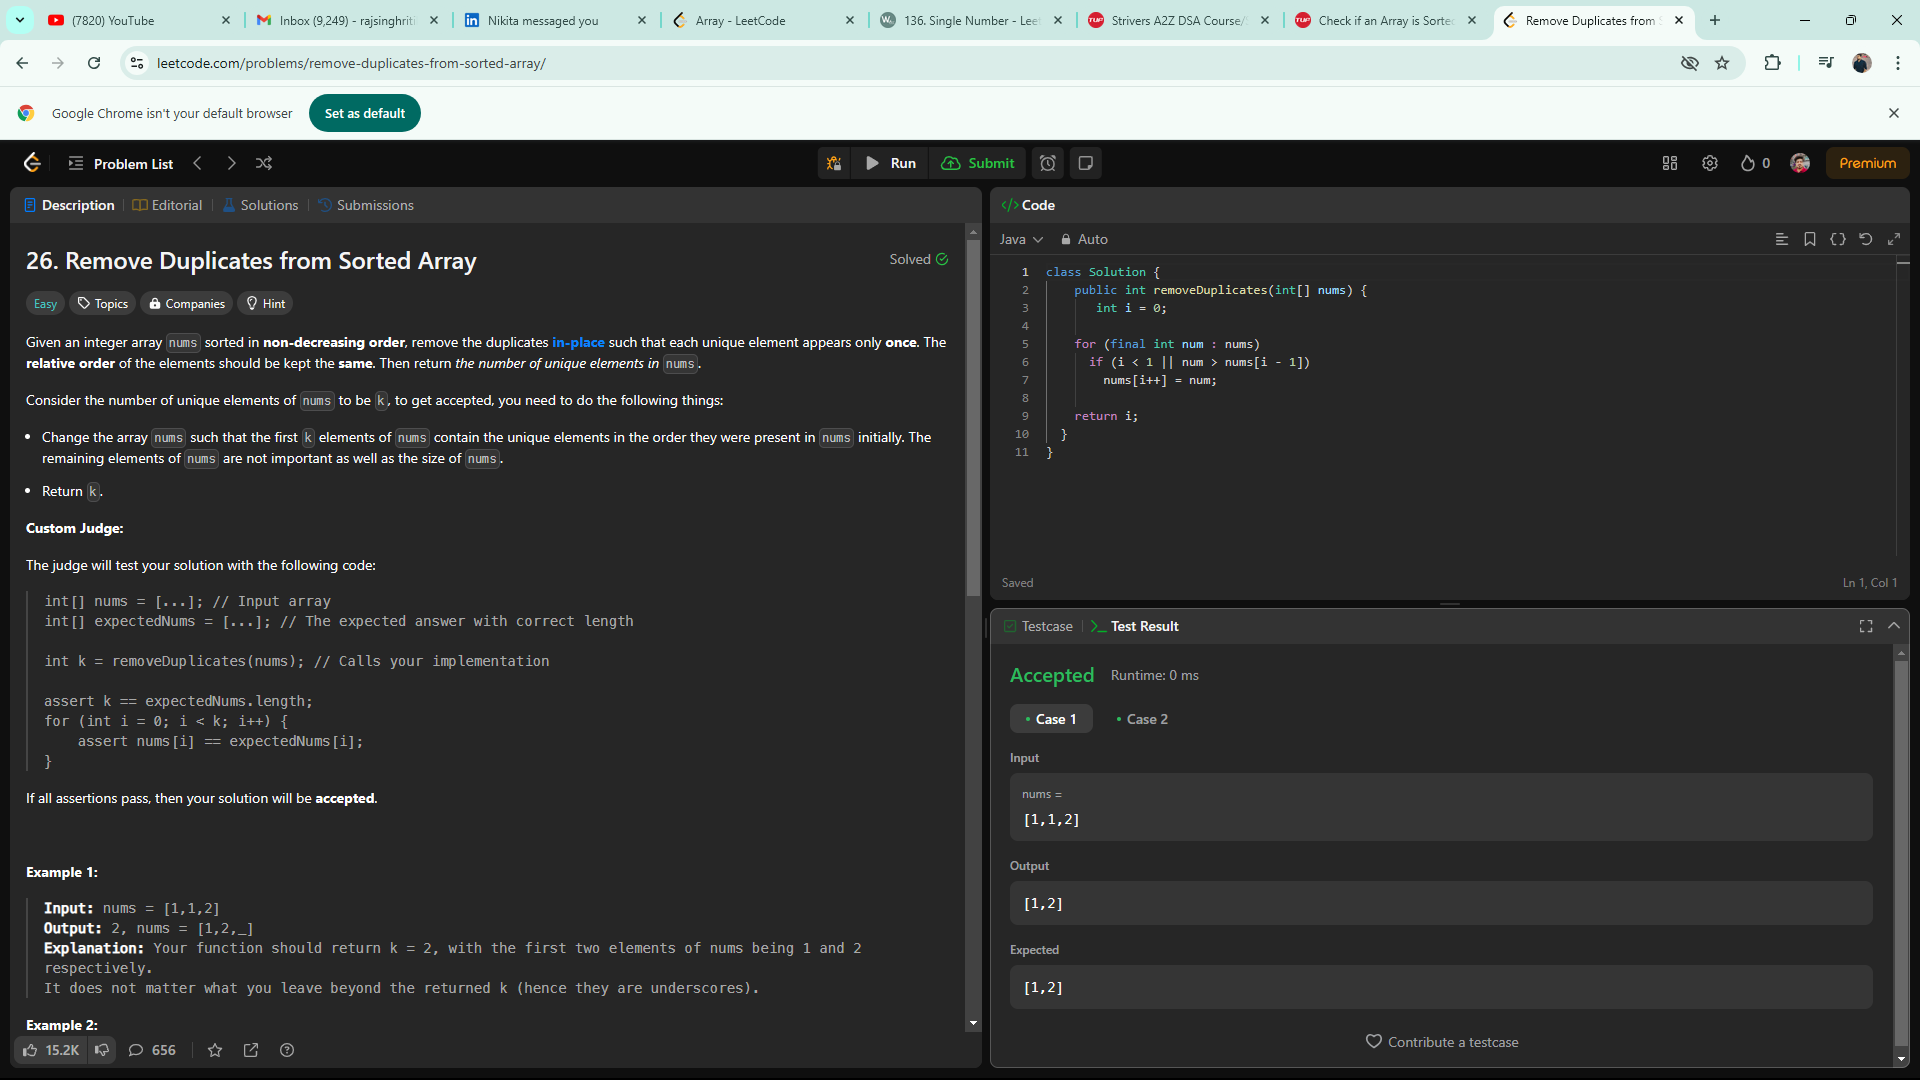 (7820) YouTube
Inbox (9,249) - rajsinghriti
Nikita messaged you
Array - LeetCode
136. Single Number - Leet
Strivers A2Z DSA Course/
Check if an Array is Sorted
Remove Duplicates from S
leetcode.com/problems/remove-duplicates-from-sorted-array/
Google Chrome isn't your default browser
Set as default
Problem List
Run
Submit
0
Premium
Description
Editorial
Solutions
Submissions
26. Remove Duplicates from Sorted Array
Solved
Easy
Topics
Companies
Hint
Given an integer array nums sorted in non-decreasing order, remove the duplicates in-place such that each unique element appears only once. The
relative order of the elements should be kept the same. Then return the number of unique elements in nums.
Consider the number of unique elements of nums to be k, to get accepted, you need to do the following things:
• Change the array nums such that the first k elements of nums contain the unique elements in the order they were present in nums initially. The
remaining elements of nums are not important as well as the size of nums.
• Return k.
Custom Judge:
The judge will test your solution with the following code:
int[] nums = [...]; // Input array
int[] expectedNums = [...]; // The expected answer with correct length
int k = removeDuplicates(nums); // Calls your implementation
assert k == expectedNums.length;
for (int i = 0; i < k; i++) {
    assert nums[i] == expectedNums[i];
}
If all assertions pass, then your solution will be accepted.
Example 1:
Input: nums = [1,1,2]
Output: 2, nums = [1,2,_]
Explanation: Your function should return k = 2, with the first two elements of nums being 1 and 2
respectively.
It does not matter what you leave beyond the returned k (hence they are underscores).
Example 2:
15.2K
656
Code
Java
Auto
1 class Solution {
2     public int removeDuplicates(int[] nums) {
3        int i = 0;
4
5     for (final int num : nums)
6       if (i < 1 || num > nums[i - 1])
7         nums[i++] = num;
8
9     return i;
10   }
11 }
Saved
Ln 1, Col 1
Testcase
Test Result
Accepted
Runtime: 0 ms
• Case 1
• Case 2
Input
nums =
[1,1,2]
Output
[1,2]
Expected
[1,2]
Contribute a testcase